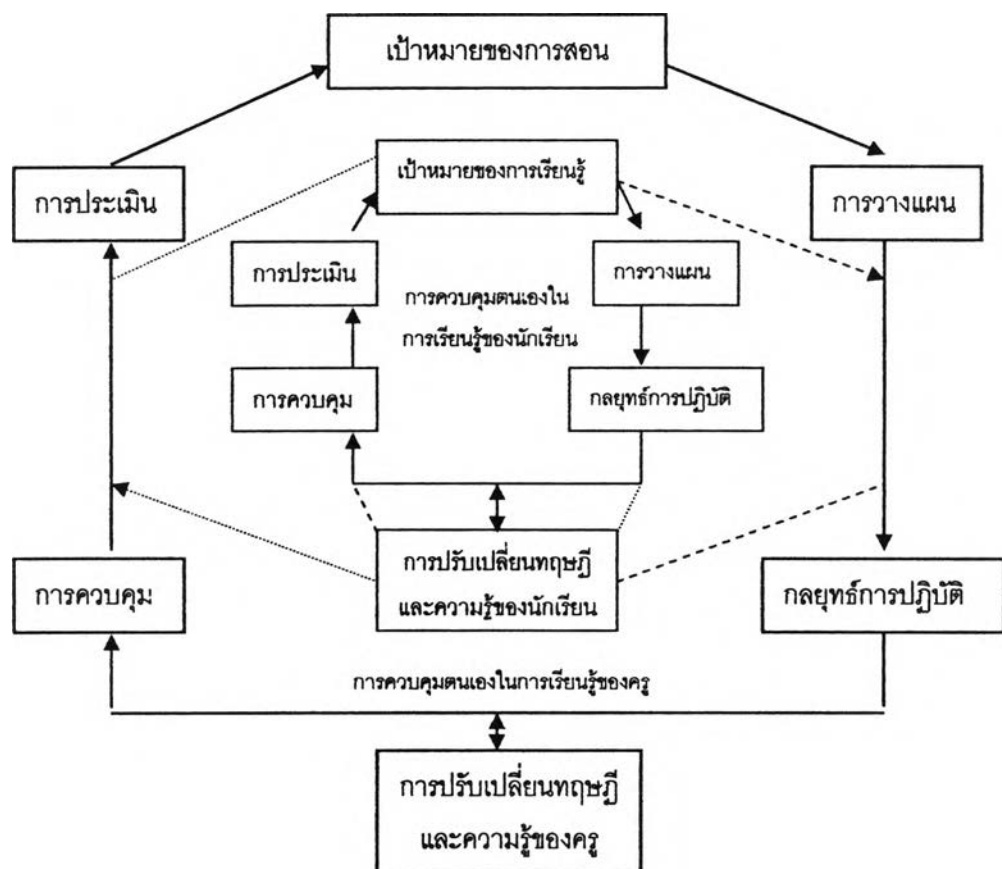 เป้าหมายของการสอน
เป้าหมายของการเรียนรู้
การประเมิน
การวางแผน
การประเมิน
การวางแผน
การควบคุมตนเองใน
การเรียนรู้ของนักเรียน
การควบคุม
กลยุทธ์การปฏิบัติ
การปรับเปลี่ยนทฤษฎี
และความรู้ของนักเรียน
การควบคุม
กลยุทธ์การปฏิบัติ
การควบคุมตนเองในการเรียนรู้ของครู
การปรับเปลี่ยนทฤษฎี
และความรู้ของครู